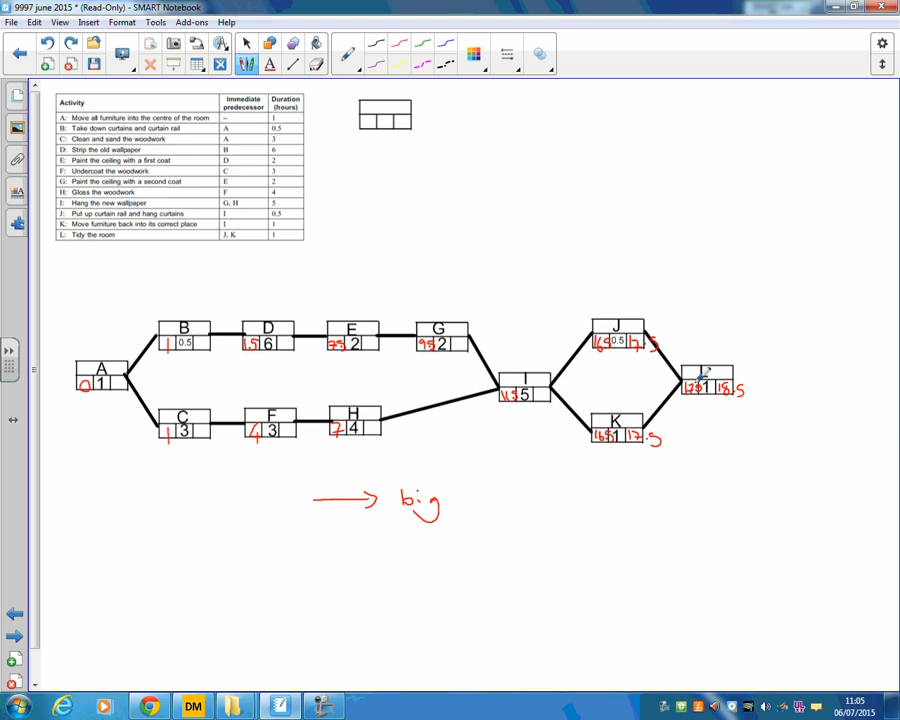 9997 june 2015 * (Read-Only) - SMART Notebook
File Edit View Insert Format Tools Add-ons Help
Activity Immediate predecessor Duration (hours)
A: Move all furniture into the centre of the room – 1
B: Take down curtains and curtain rail A 0.5
C: Clean and sand the woodwork A 3
D: Strip the old wallpaper B 6
E: Paint the ceiling with a first coat D 2
F: Undercoat the woodwork C 3
G: Paint the ceiling with a second coat E 2
H: Gloss the woodwork F 4
I: Hang the new wallpaper G, H 5
J: Put up curtain rail and hang curtains I 0.5
K: Move furniture back into its correct place I 1
L: Tidy the room J, K 1
B D E G J
1 0.5 1.5 6 7.5 2 9.5 2 16.5 0.5 17.5
A I L
0 1 11.5 5 17.5 1 18.5
C F H K
1 3 4 3 7 4 16.5 1 17.5
big
DM
11:05
06/07/2015